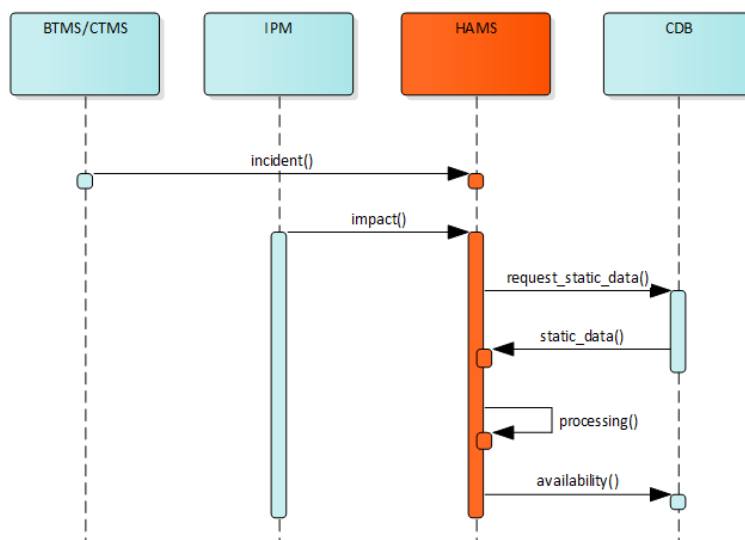 BTMS/CTMS
IPM
HAMS
CDB
incident()
impact()
request_static_data()
static_data()
processing()
availability()